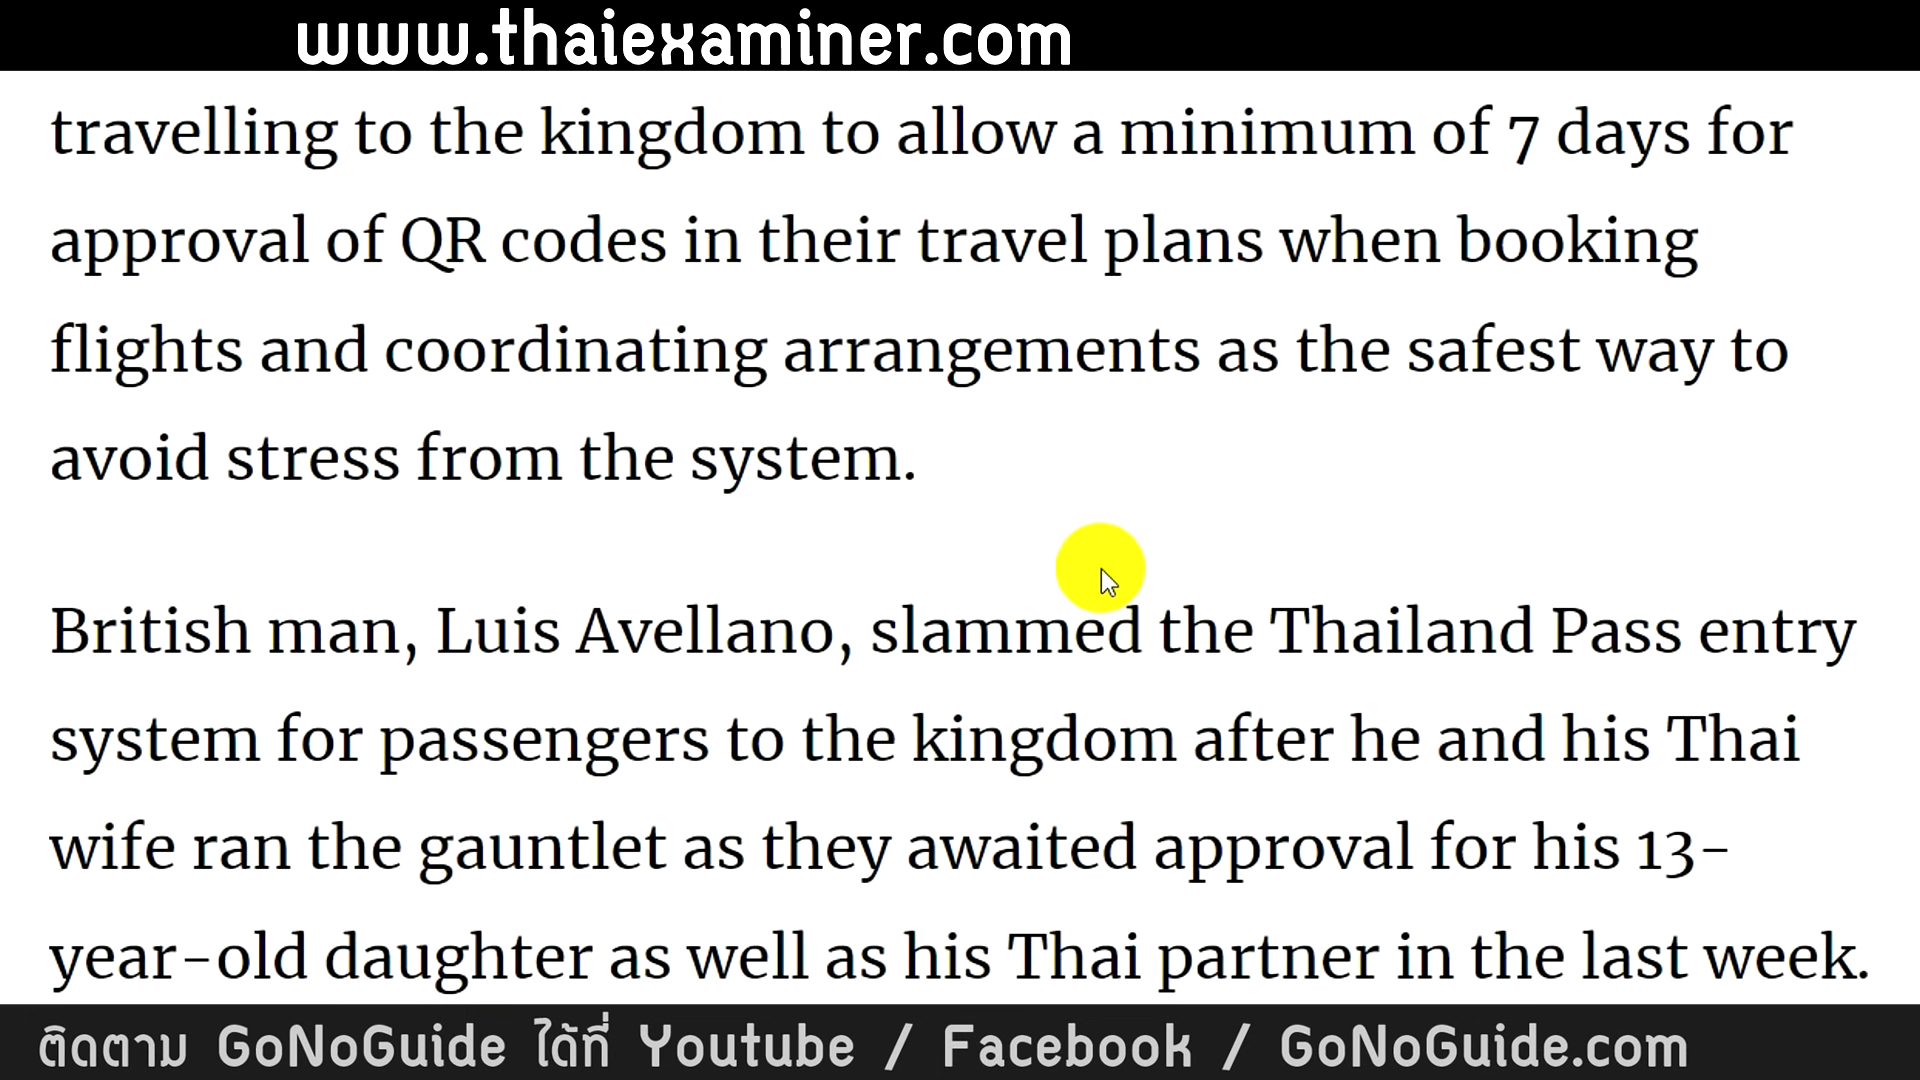 www.thaiexaminer.com
travelling to the kingdom to allow a minimum of 7 days for
approval of QR codes in their travel plans when booking
flights and coordinating arrangements as the safest way to
avoid stress from the system.
British man, Luis Avellano, slammed the Thailand Pass entry
system for passengers to the kingdom after he and his Thai
wife ran the gauntlet as they awaited approval for his 13-
year-old daughter as well as his Thai partner in the last week.
ติดตาม GoNoGuide ได้ที่ Youtube / Facebook / GoNoGuide.com